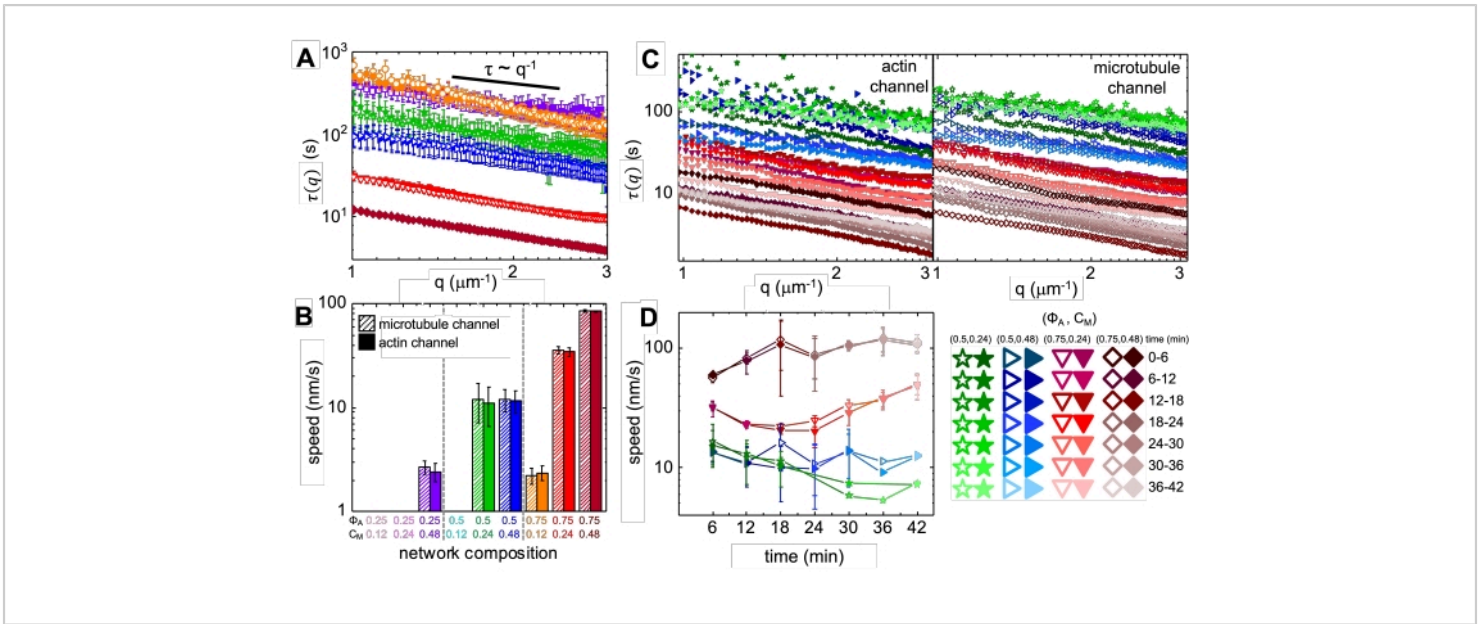 A
10³
τ ~ q⁻¹
10²
10¹
τ(q) (s)
1
2
3
q (μm⁻¹)
B
100
10
1
speed (nm/s)
microtubule channel
actin channel
Φ_A 0.25 0.25 0.25 0.5 0.5 0.5 0.75 0.75 0.75
C_M 0.12 0.24 0.48 0.12 0.24 0.48 0.12 0.24 0.48
network composition
C
actin
channel
microtubule
channel
100
10
τ(q) (s)
1
2
3
1
2
3
q (μm⁻¹)
q (μm⁻¹)
D
100
10
speed (nm/s)
6 12 18 24 30 36 42
time (min)
(Φ_A , C_M)
(0.5,0.24) (0.5,0.48) (0.75,0.24) (0.75,0.48) time (min)
0-6
6-12
12-18
18-24
24-30
30-36
36-42